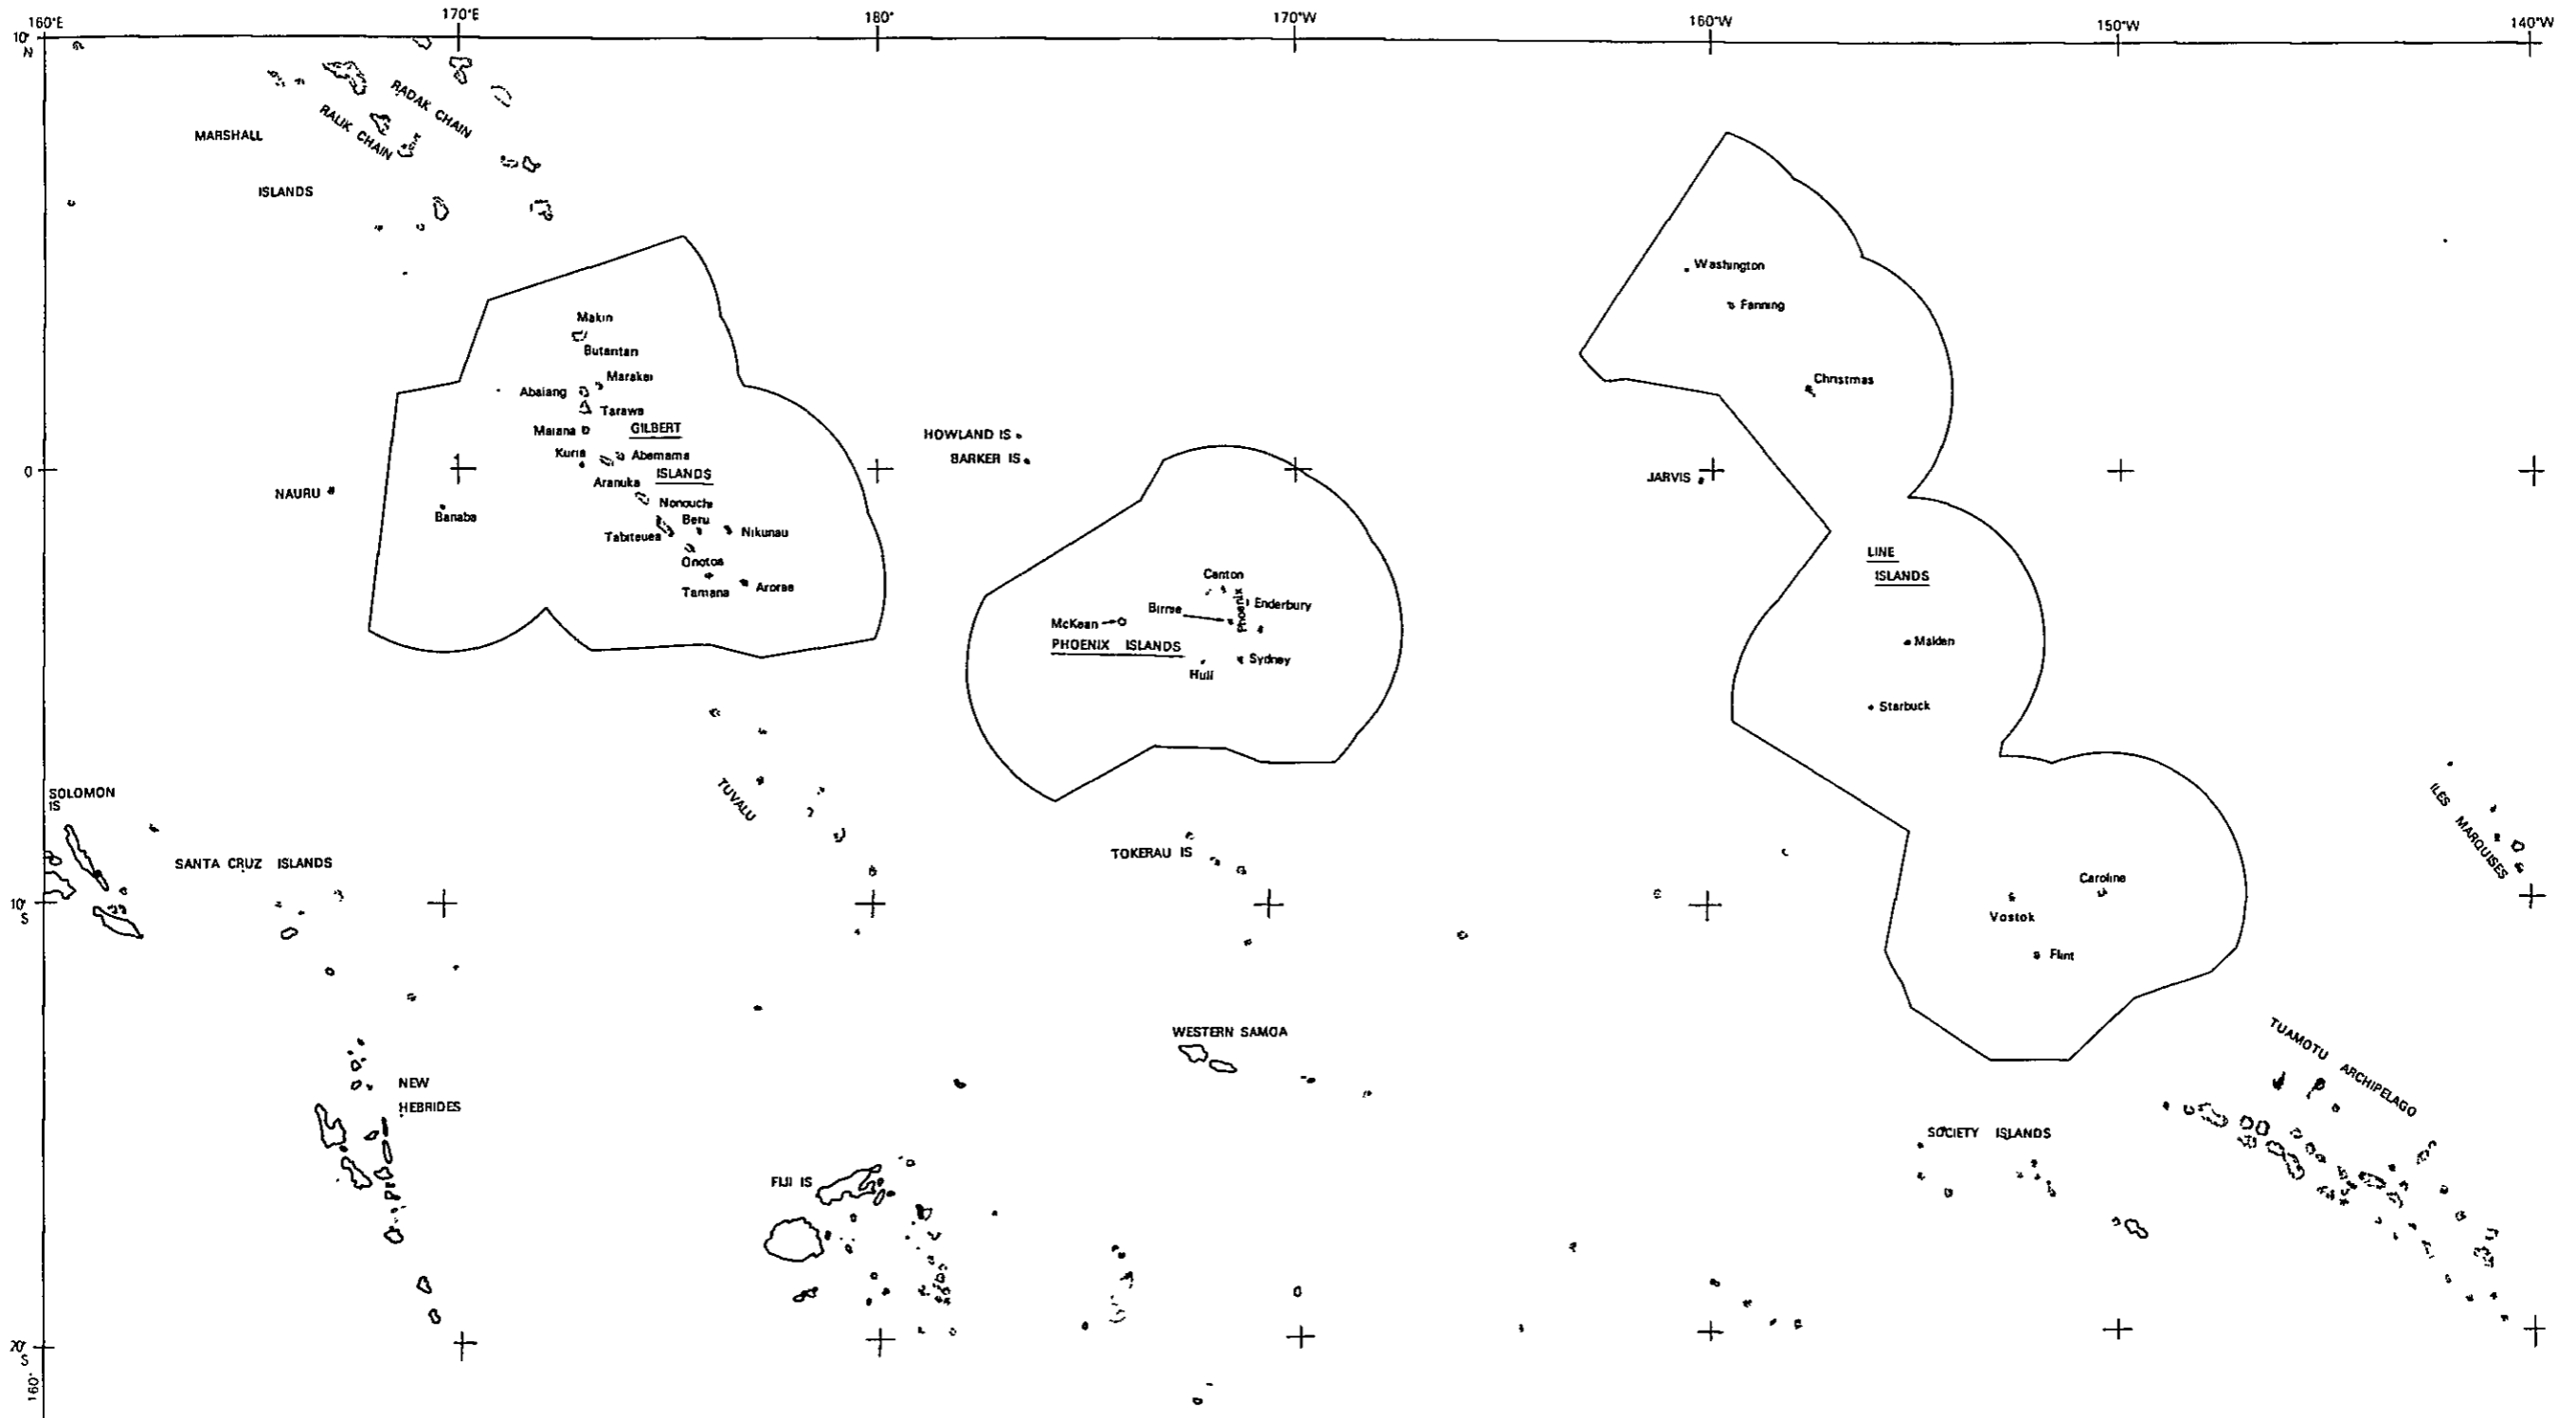 160°E
170°E
180°
170°W
160°W
150°W
140°W
10°
N
RADAK CHAIN
RALIK CHAIN
MARSHALL
ISLANDS
Washington
Fanning
Makin
Butantan
Marakei
Abaiang
Tarawa
Christmas
Maiana
GILBERT
HOWLAND IS
Kuria
Abemama
BARKER IS
0
ISLANDS
JARVIS
Aranuka
NAURU
Nonouchi
Banaba
Beru
Tabiteuea
Nikunau
LINE
ISLANDS
Onotoa
Canton
Tamana
Arorae
Birnie
Phoenix
Enderbury
McKean
PHOENIX ISLANDS
Malden
Sydney
Hull
Starbuck
SOLOMON
IS
TUVALU
ILES MARQUISES
SANTA CRUZ ISLANDS
TOKERAU IS
Caroline
10°
S
Vostok
Flint
WESTERN SAMOA
TUAMOTU ARCHIPELAGO
NEW
HEBRIDES
SOCIETY ISLANDS
FIJI IS
20°
S
160°